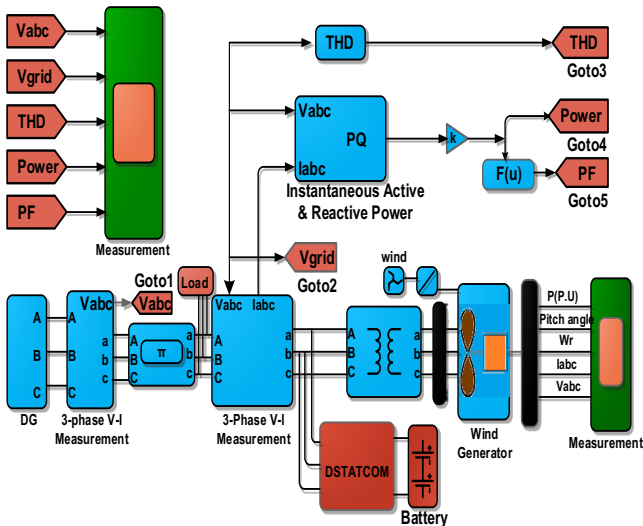 Vabc
Vgrid
THD
Power
PF
Measurement
THD
THD
Goto3
Vabc
PQ
Iabc
k
Power
Goto4
F(u)
PF
Goto5
Instantaneous Active
& Reactive Power
Vgrid
Goto2
Goto1
Vabc
Vabc
Load
Vabc
Iabc
wind
A
B
C
DG
A
B
C
a
b
c
3-phase V-I
Measurement
A
B
C
π
a
b
c
A
B
C
a
b
c
3-Phase V-I
Measurement
A
B
C
Wind
Generator
P(P.U)
Pitch angle
Wr
Iabc
Vabc
Measurement
DSTATCOM
Battery